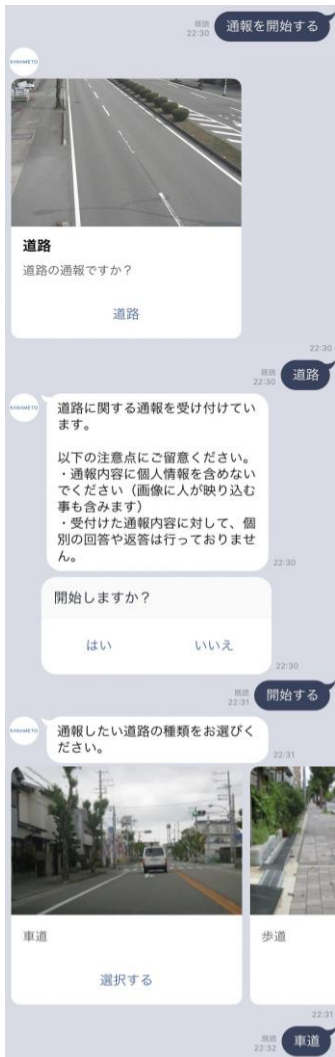 既読
22:30
通報を開始する
KANAMETO
道路
道路の通報ですか？
道路
22:30
既読
22:30
道路
KANAMETO
道路に関する通報を受け付けてい
ます。
以下の注意点にご留意ください。
・通報内容に個人情報を含めない
でください（画像に人が映り込む
事も含みます）
・受付けた通報内容に対して、個
別の回答や返答は行っておりませ
ん。
22:30
開始しますか？
はい
いいえ
22:30
既読
22:31
開始する
KANAMETO
通報したい道路の種類をお選びく
ださい。
22:31
車道
選択する
歩道
22:31
既読
22:32
車道